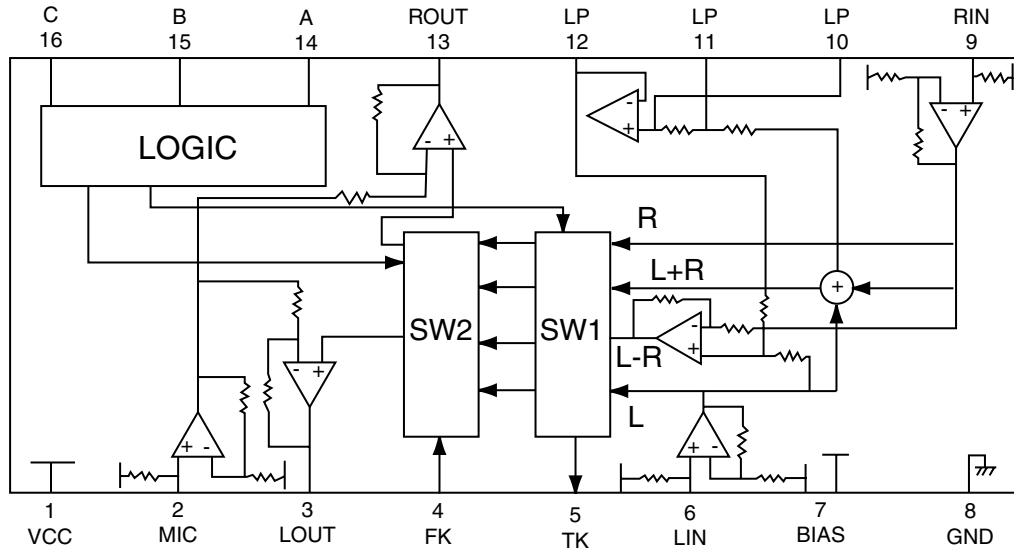 C B A ROUT LP LP LP RIN
16 15 14 13 12 11 10 9
LOGIC
- +
-
+
- +
R
L+R
+
SW2 SW1
-
+
L-R
- +
L
+ -
+ -
1 2 3 4 5 6 7 8
VCC MIC LOUT FK TK LIN BIAS GND